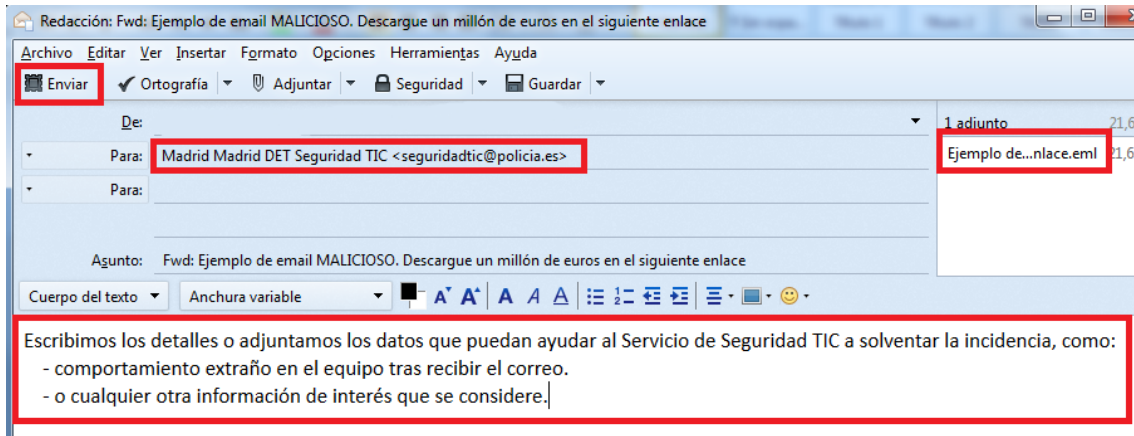 Redacción: Fwd: Ejemplo de email MALICIOSO. Descargue un millón de euros en el siguiente enlace
Archivo Editar Ver Insertar Formato Opciones Herramientas Ayuda
Enviar Ortografía Adjuntar Seguridad Guardar
De:
1 adjunto 21,6
Para: Madrid Madrid DET Seguridad TIC <seguridadtic@policia.es>
Ejemplo de...nlace.eml 21,6
Para:
Asunto: Fwd: Ejemplo de email MALICIOSO. Descargue un millón de euros en el siguiente enlace
Cuerpo del texto Anchura variable
Escribimos los detalles o adjuntamos los datos que puedan ayudar al Servicio de Seguridad TIC a solventar la incidencia, como:
- comportamiento extraño en el equipo tras recibir el correo.
- o cualquier otra información de interés que se considere.